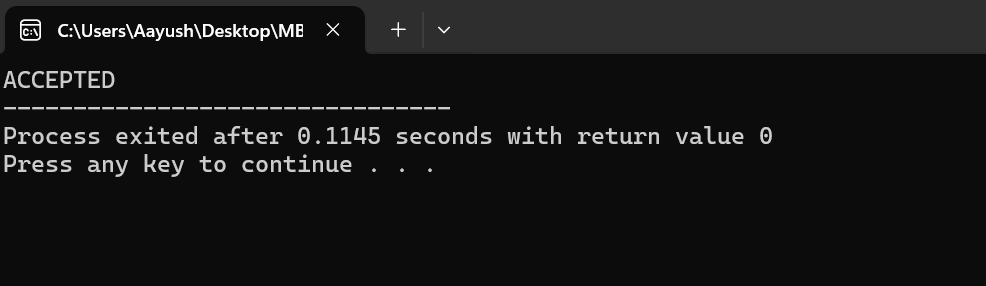 C:\Users\Aayush\Desktop\ME
ACCEPTED
--------------------------------
Process exited after 0.1145 seconds with return value 0
Press any key to continue . . .